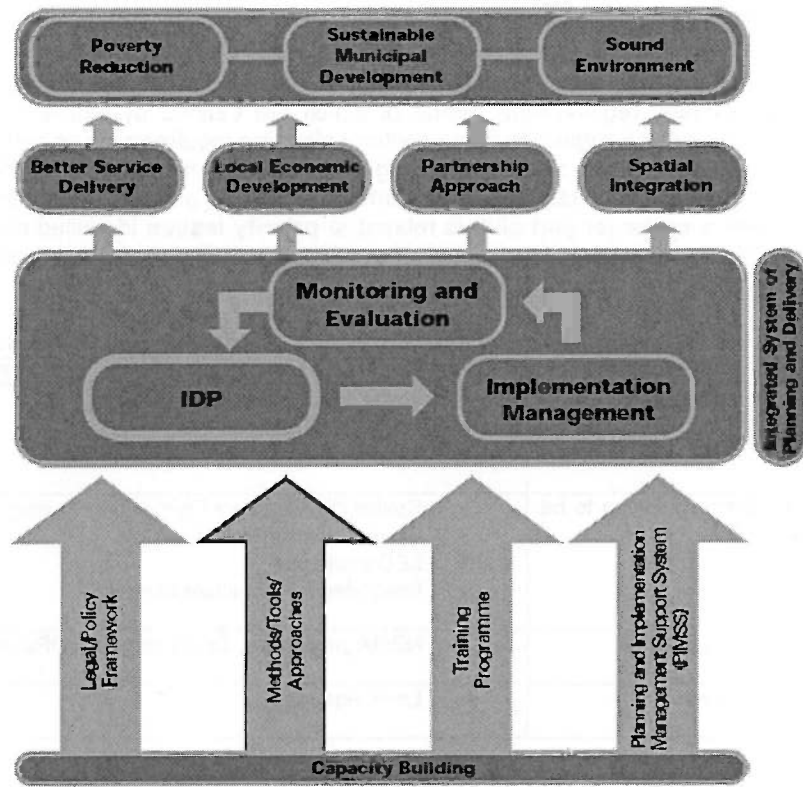 Poverty
Reduction
Sustainable
Municipal
Development
Sound
Environment
Better Service
Delivery
Local Economic
Development
Partnership
Approach
Spatial
Integration
Monitoring and
Evaluation
IDP
Implementation
Management
Integrated System of
Planning and Delivery
Legal/Policy
Framework
Methods/Tools/
Approaches
Training
Programme
Planning and Implementation
Management Support System
(PIMSS)
Capacity Building